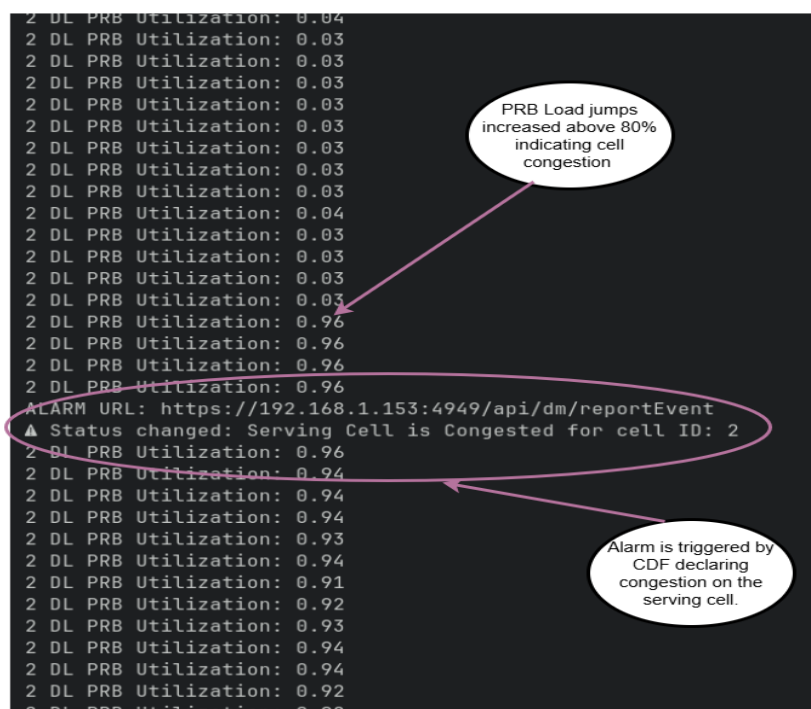 2 DL PRB Utilization: 0.04
2 DL PRB Utilization: 0.03
2 DL PRB Utilization: 0.03
2 DL PRB Utilization: 0.03
2 DL PRB Utilization: 0.03
2 DL PRB Utilization: 0.03
2 DL PRB Utilization: 0.03
2 DL PRB Utilization: 0.03
2 DL PRB Utilization: 0.03
2 DL PRB Utilization: 0.04
2 DL PRB Utilization: 0.03
2 DL PRB Utilization: 0.03
2 DL PRB Utilization: 0.03
2 DL PRB Utilization: 0.03
2 DL PRB Utilization: 0.96
2 DL PRB Utilization: 0.96
2 DL PRB Utilization: 0.96
2 DL PRB Utilization: 0.96
ALARM URL: https://192.168.1.153:4949/api/dm/reportEvent
⚠ Status changed: Serving Cell is Congested for cell ID: 2
2 DL PRB Utilization: 0.96
2 DL PRB Utilization: 0.94
2 DL PRB Utilization: 0.94
2 DL PRB Utilization: 0.94
2 DL PRB Utilization: 0.93
2 DL PRB Utilization: 0.94
2 DL PRB Utilization: 0.91
2 DL PRB Utilization: 0.92
2 DL PRB Utilization: 0.93
2 DL PRB Utilization: 0.94
2 DL PRB Utilization: 0.94
2 DL PRB Utilization: 0.92
PRB Load jumps
increased above 80%
indicating cell
congestion
Alarm is triggered by
CDF declaring
congestion on the
serving cell.